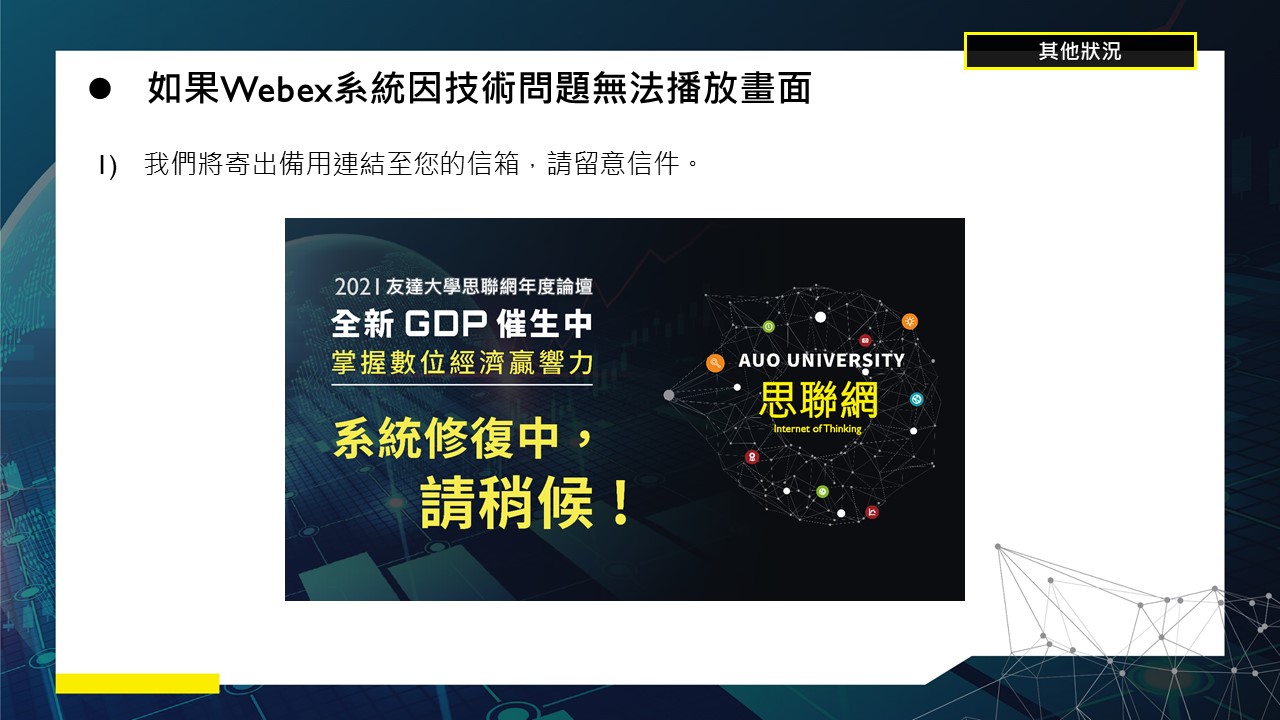 其他狀況
● 如果Webex系統因技術問題無法播放畫面
1) 我們將寄出備用連結至您的信箱，請留意信件。
2021友達大學思聯網年度論壇
全新 GDP 催生中
掌握數位經濟贏響力
系統修復中，
請稍候！
AUO UNIVERSITY
思聯網
Internet of Thinking